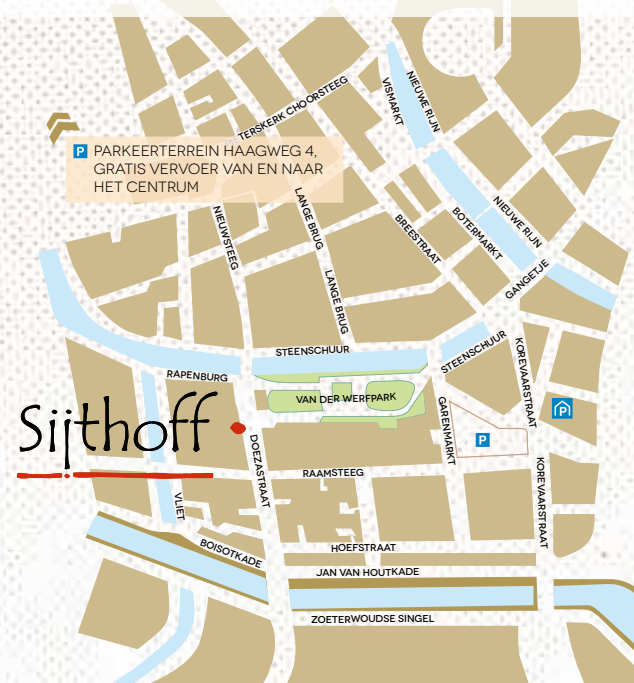 NIEUWE RIJN
VISMARKT
TERSKERK CHOORSTEEG
P PARKEERTERREIN HAAGWEG 4,
GRATIS VERVOER VAN EN NAAR
HET CENTRUM
NIEUWSTEEG
LANGE BRUG
BREESTRAAT
BOTERMARKT
NIEUWE RIJN
GANGETJE
LANGE BRUG
STEENSCHUUR
STEENSCHUUR
KOREVAARSTRAAT
RAPENBURG
VAN DER WERFPARK
GARENMARKT
P
P
Sijthoff
DOEZASTRAAT
RAAMSTEEG
KOREVAARSTRAAT
VLIET
BOISOTKADE
HOEFSTRAAT
JAN VAN HOUTKADE
ZOETERWOUDSE SINGEL